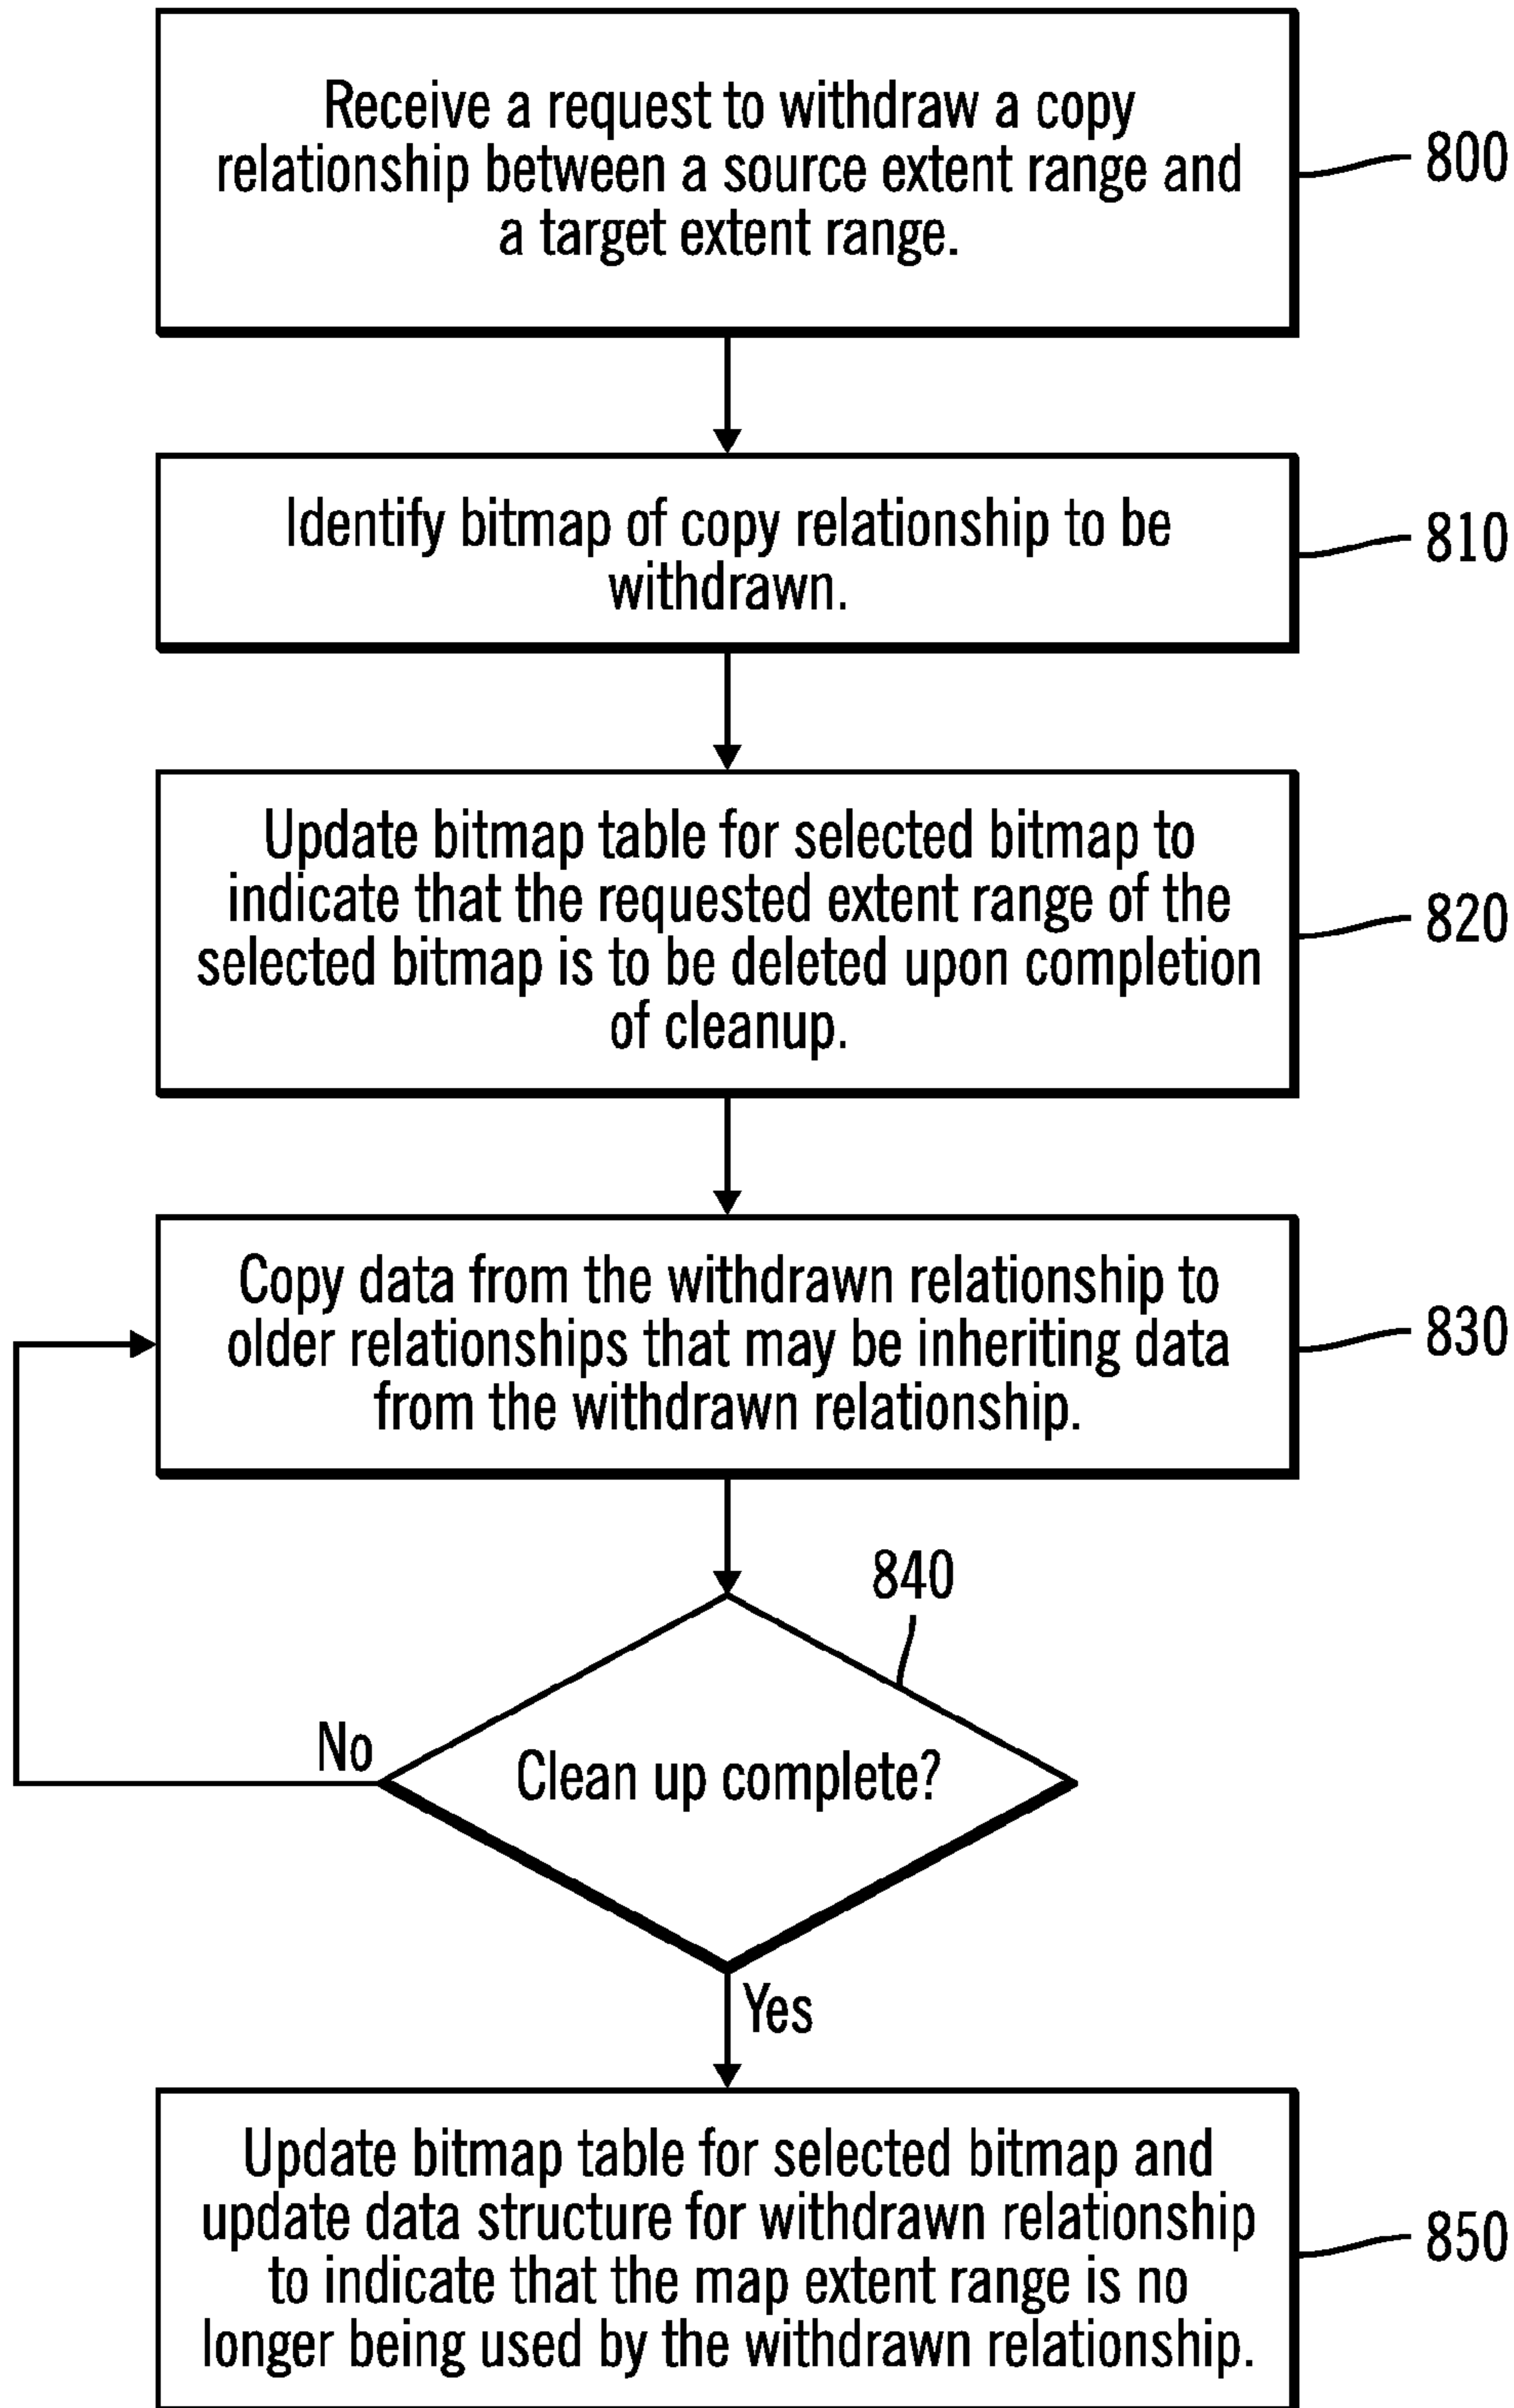 Receive a request to withdraw a copy
relationship between a source extent range and
a target extent range.
800
Identify bitmap of copy relationship to be
withdrawn.
810
Update bitmap table for selected bitmap to
indicate that the requested extent range of the
selected bitmap is to be deleted upon completion
of cleanup.
820
Copy data from the withdrawn relationship to
older relationships that may be inheriting data
from the withdrawn relationship.
830
840
No
Clean up complete?
Yes
Update bitmap table for selected bitmap and
update data structure for withdrawn relationship
to indicate that the map extent range is no
longer being used by the withdrawn relationship.
850